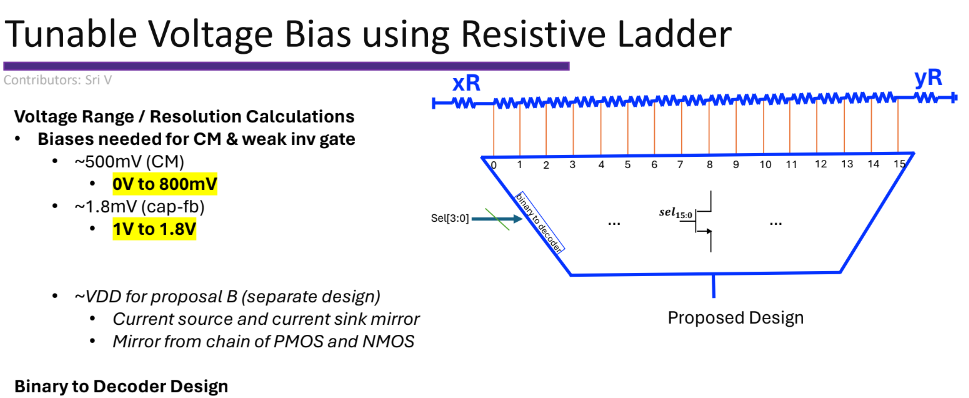 Tunable Voltage Bias using Resistive Ladder
Contributors: Sri V
Voltage Range / Resolution Calculations
• Biases needed for CM & weak inv gate
• ~500mV (CM)
• 0V to 800mV
• ~1.8mV (cap-fb)
• 1V to 1.8V
• ~VDD for proposal B (separate design)
• Current source and current sink mirror
• Mirror from chain of PMOS and NMOS
Binary to Decoder Design
xR
yR
0 1 2 3 4 5 6 7 8 9 10 11 12 13 14 15
Sel[3:0]
binary to decoder
...
sel15:0
...
Proposed Design